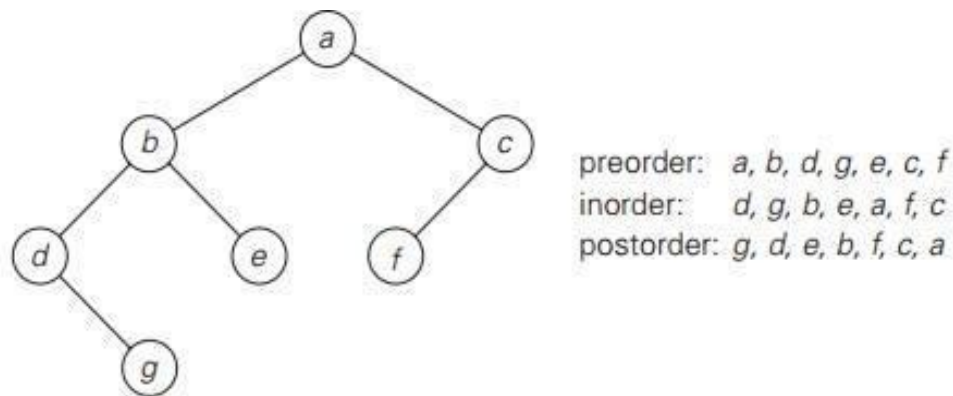 a
b
c
preorder: a, b, d, g, e, c, f
inorder: d, g, b, e, a, f, c
d
e
f
postorder: g, d, e, b, f, c, a
g